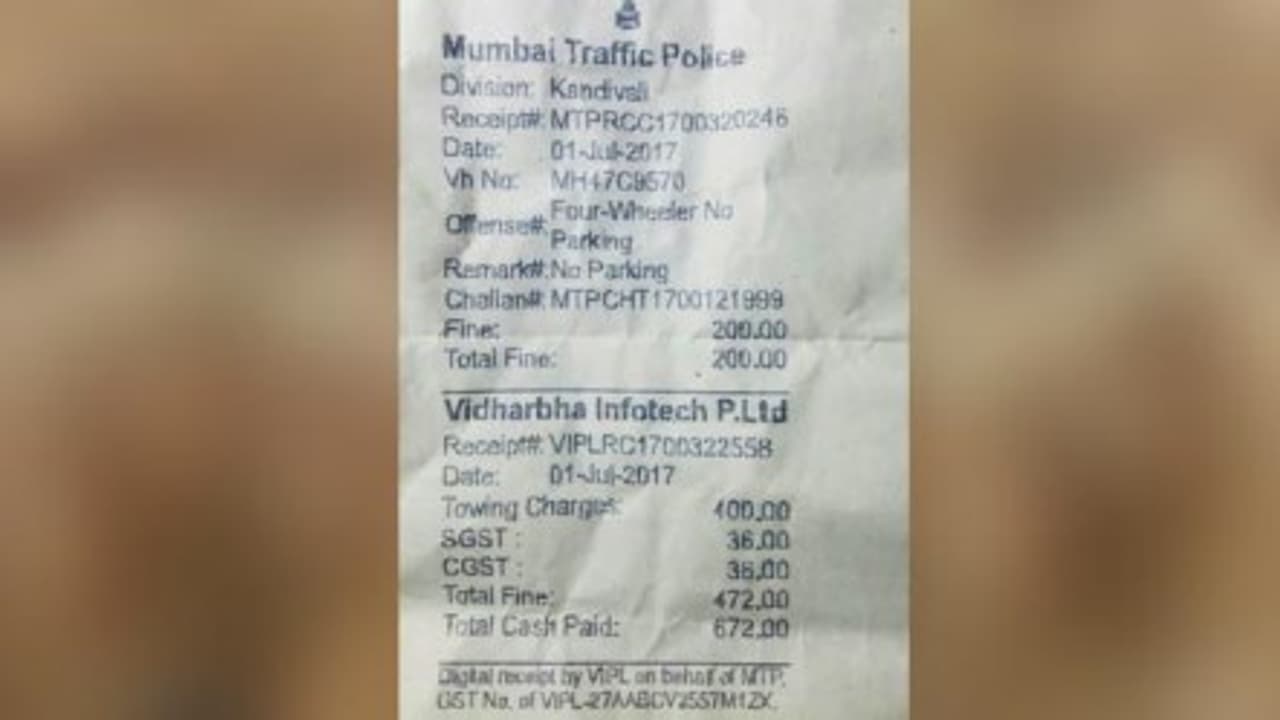 Mumbai Traffic Police
Division: Kandivali
Receipt#: MTPRCC1700320246
Date: 01-Jul-2017
Vh No: MH47C9570
Offense#: Four-Wheeler No
Parking
Remark#: No Parking
Challan#: MTPCHT1700121999
Fine: 200.00
Total Fine: 200.00
Vidharbha Infotech P.Ltd
Receipt#: VIPLRC1700322558
Date: 01-Jul-2017
Towing Charges: 400.00
SGST : 36.00
CGST : 36.00
Total Fine: 472.00
Total Cash Paid: 672.00
Digital receipt by VIPL on behalf of MTP.
GST No. of VIPL-27AABCV2557M1ZX.